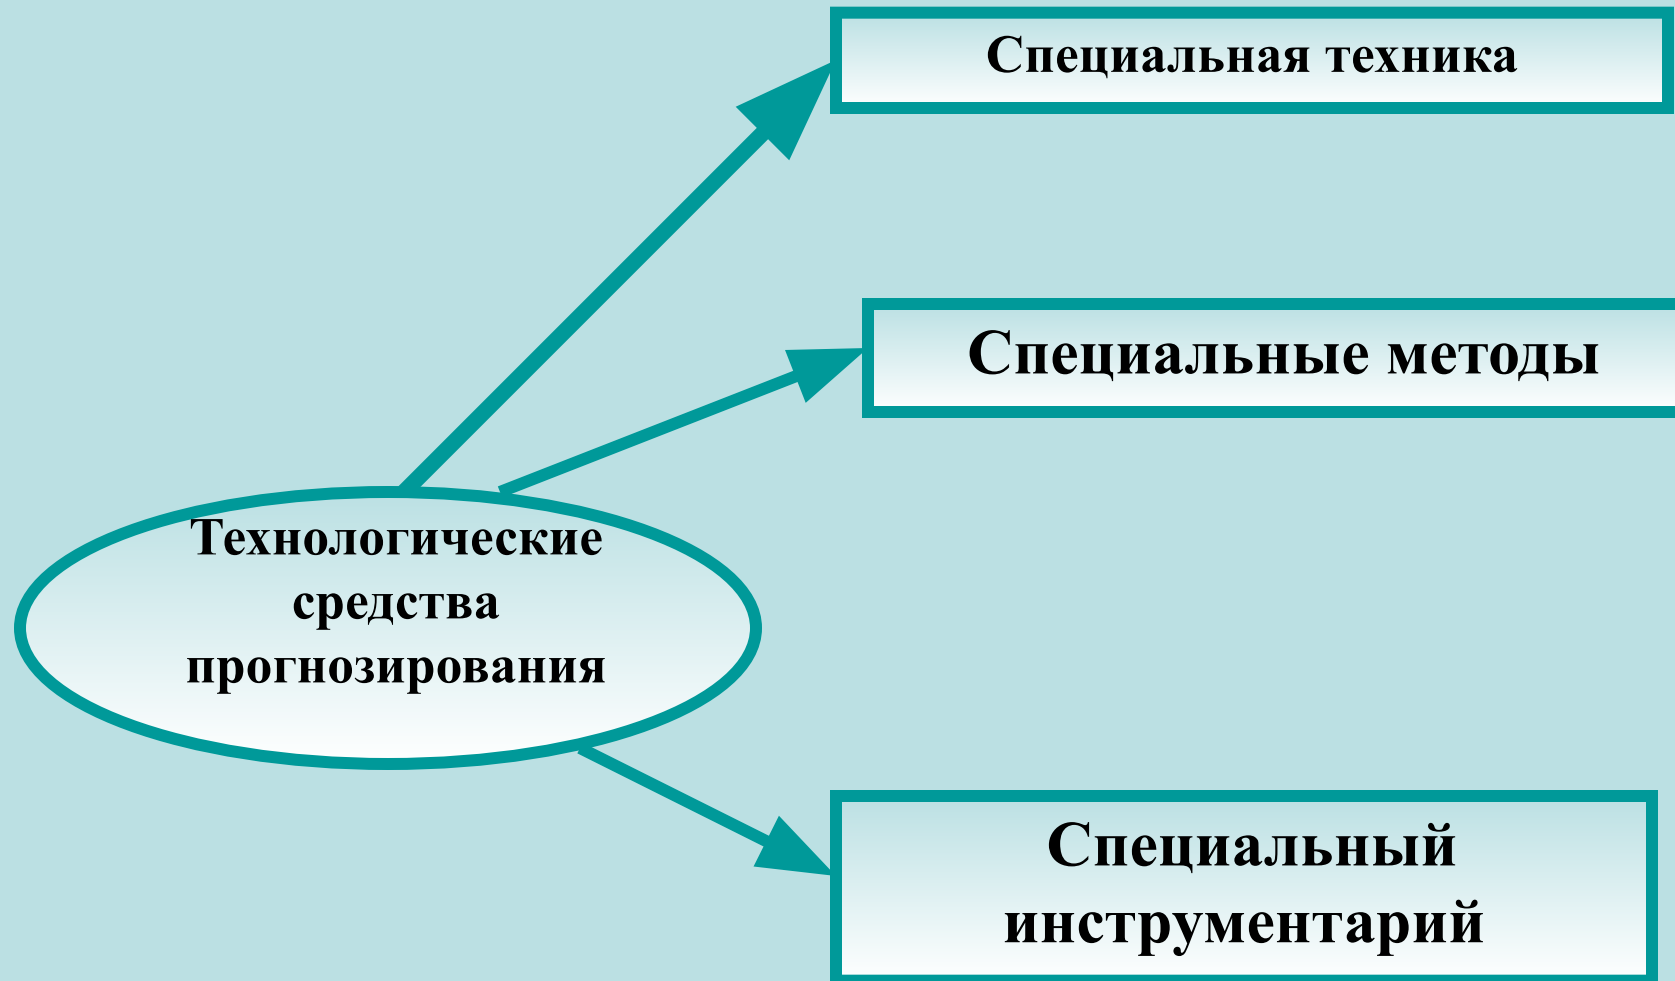 Специальная техника
Специальные методы
Технологические
средства
прогнозирования
Специальный
инструментарий